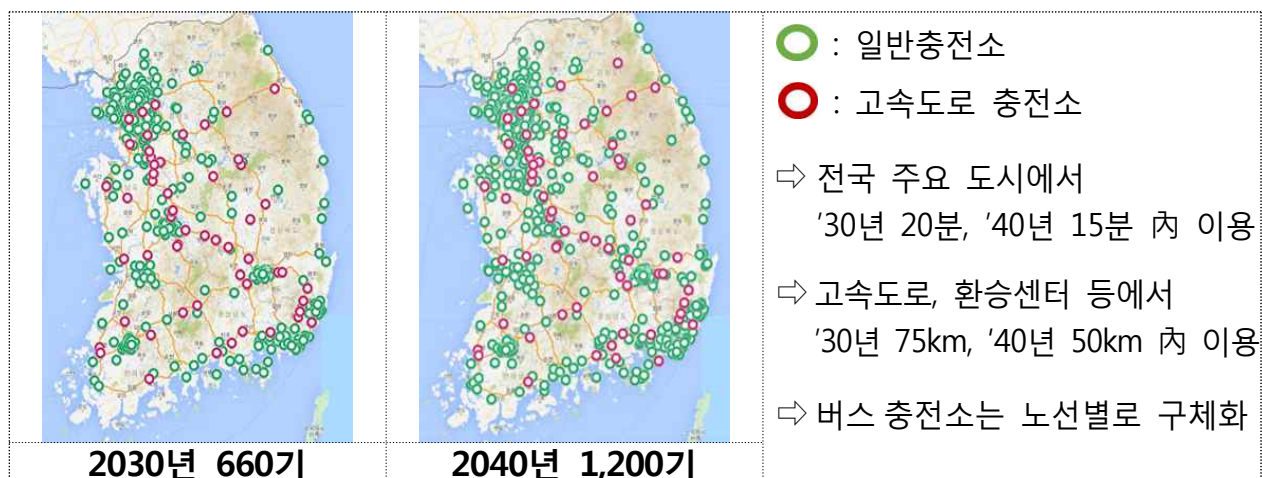 : 일반충전소
: 고속도로 충전소
⇨ 전국 주요 도시에서
'30년 20분, '40년 15분 內 이용
⇨ 고속도로, 환승센터 등에서
'30년 75km, '40년 50km 內 이용
⇨ 버스 충전소는 노선별로 구체화
2030년 660기
2040년 1,200기